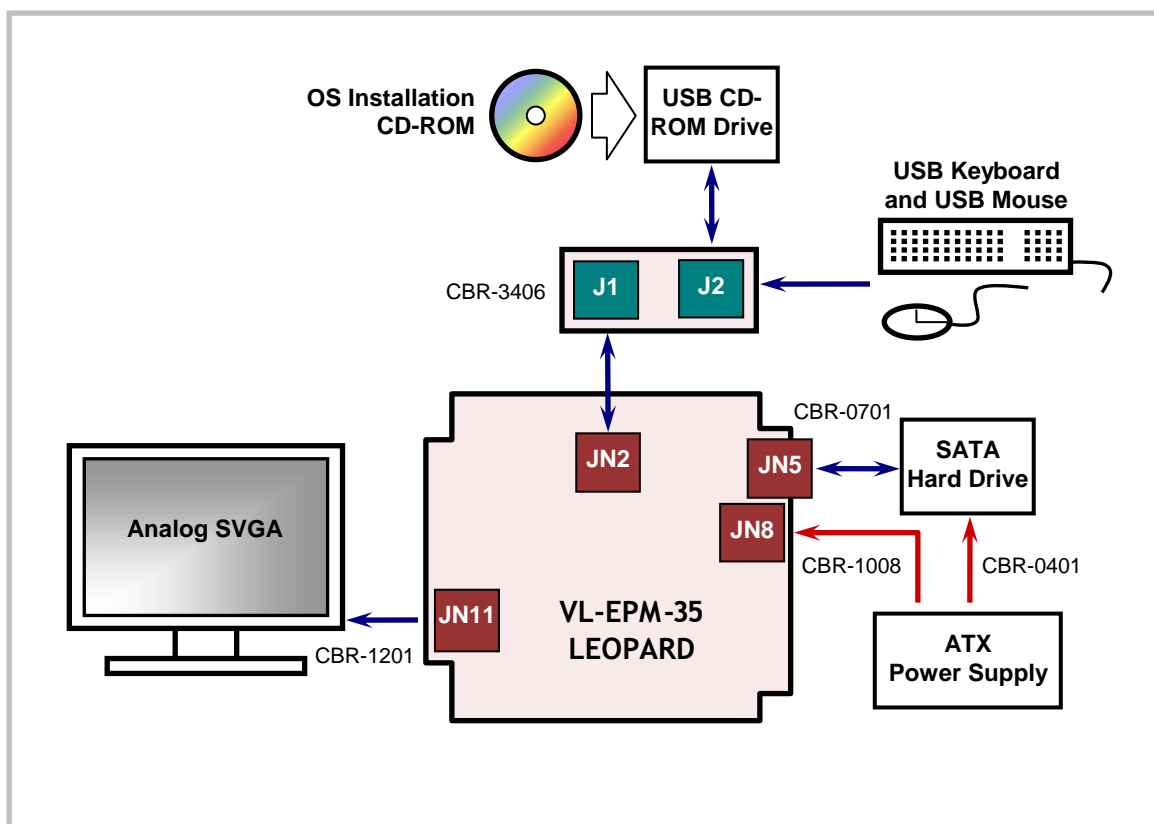 OS Installation
CD-ROM
USB CD-
ROM Drive
USB Keyboard
and USB Mouse
CBR-3406
J1
J2
CBR-0701
JN2
JN5
SATA
Hard Drive
Analog SVGA
JN8
CBR-1008
CBR-0401
JN11
VL-EPM-35
LEOPARD
CBR-1201
ATX
Power Supply